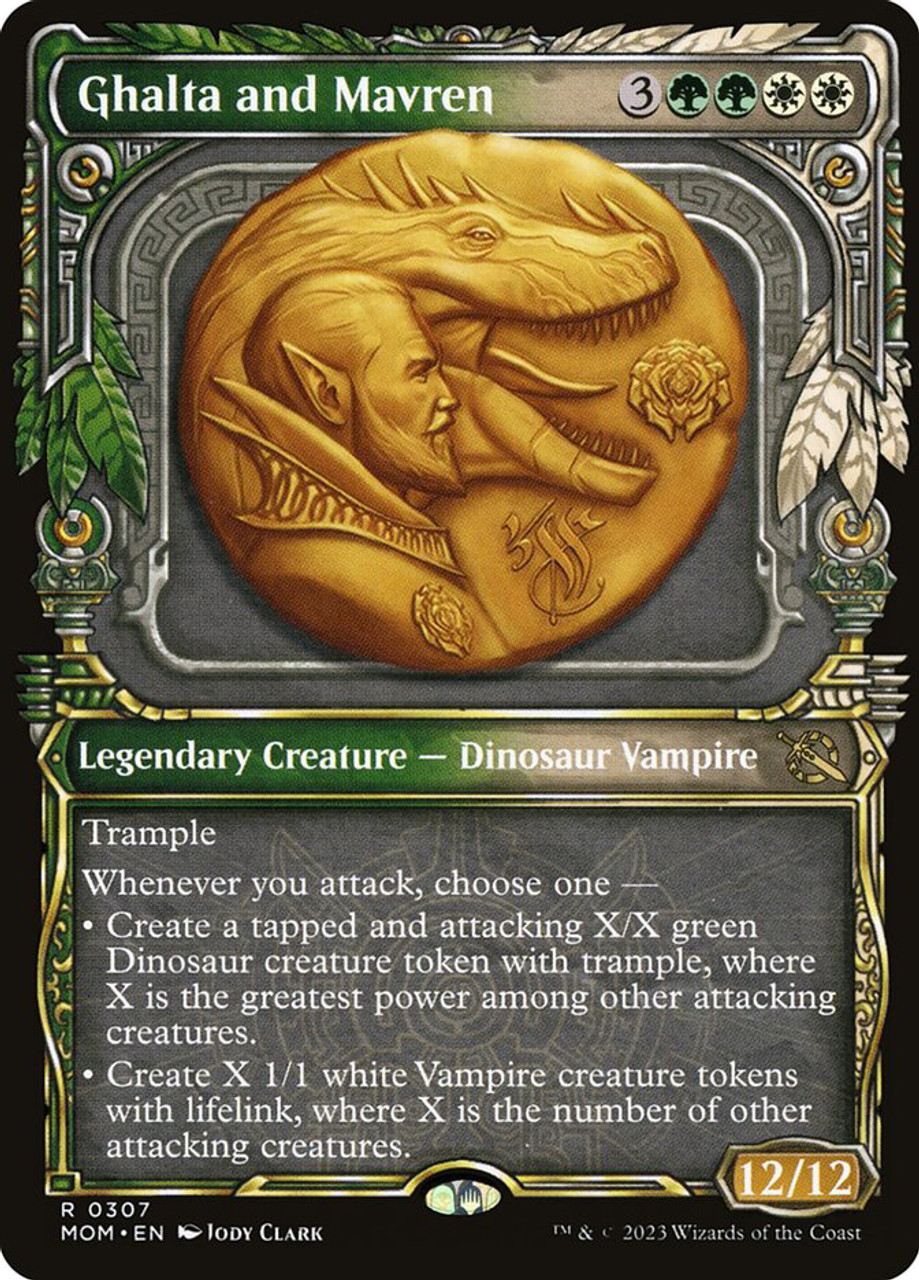 Ghalta and Mavren 3
Legendary Creature — Dinosaur Vampire
Trample
Whenever you attack, choose one —
• Create a tapped and attacking X/X green
Dinosaur creature token with trample, where
X is the greatest power among other attacking
creatures.
• Create X 1/1 white Vampire creature tokens
with lifelink, where X is the number of other
attacking creatures.
12/12
R 0307
MOM • EN Jody Clark
™ & © 2023 Wizards of the Coast